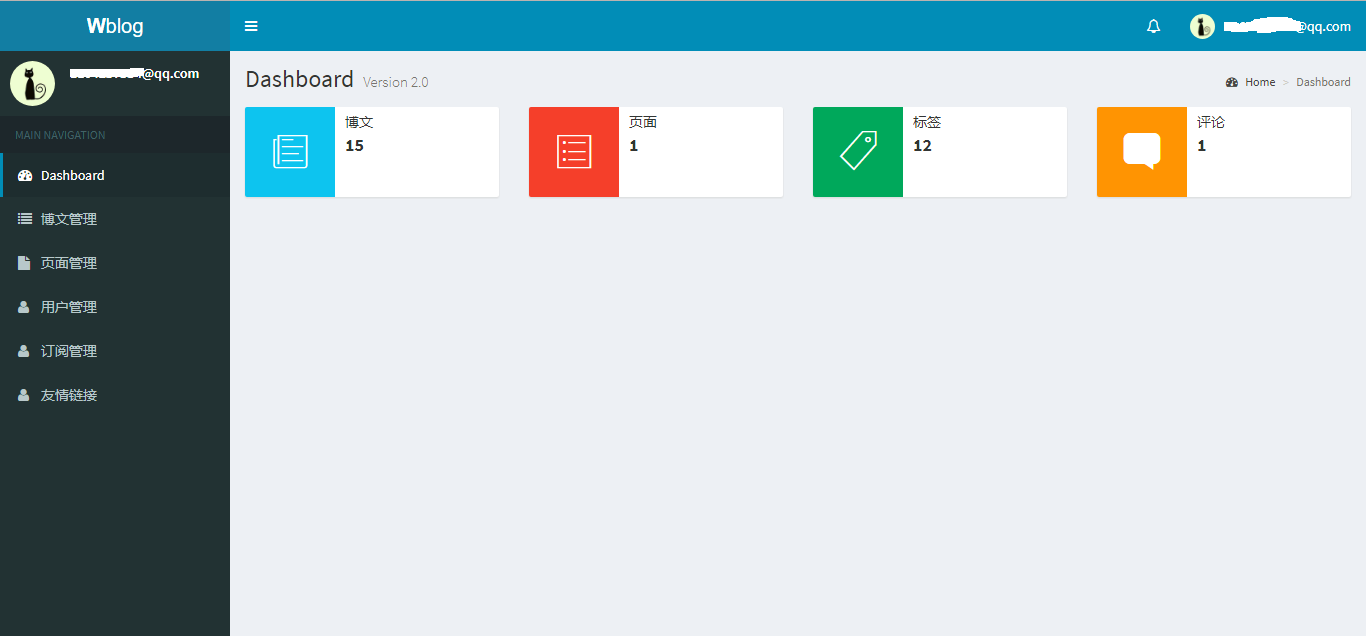 Wblog
@qq.com
@qq.com
MAIN NAVIGATION
Dashboard
博文管理
页面管理
用户管理
订阅管理
友情链接
Dashboard Version 2.0
Home > Dashboard
博文
15
页面
1
标签
12
评论
1